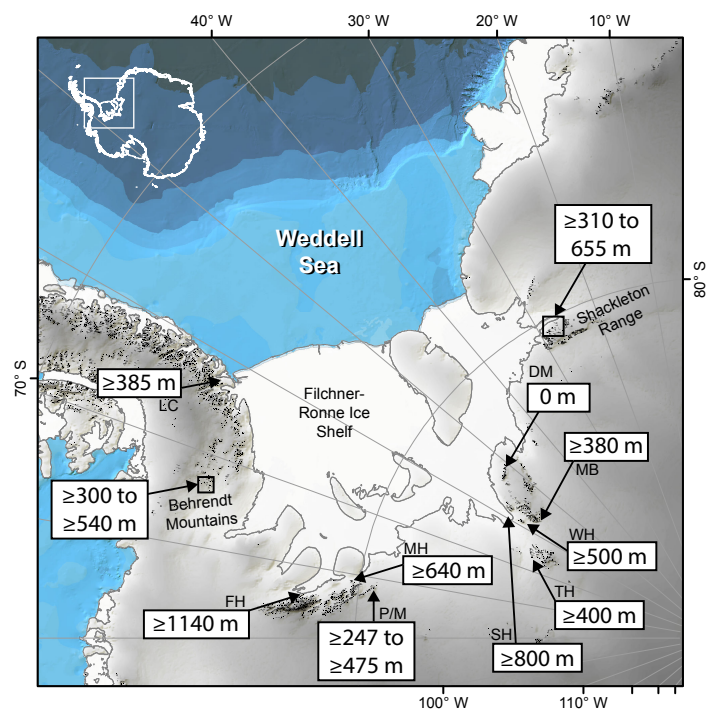 40° W
30° W
20° W
10° W
Weddell
Sea
≥310 to
655 m
80° S
Shackleton
Range
70° S
≥385 m
LC
Filchner-
Ronne Ice
Shelf
DM
0 m
≥380 m
MB
≥300 to
≥540 m
Behrendt
Mountains
WH
≥500 m
MH
≥640 m
TH
≥400 m
FH
≥1140 m
P/M
≥247 to
≥475 m
SH
≥800 m
100° W
110° W